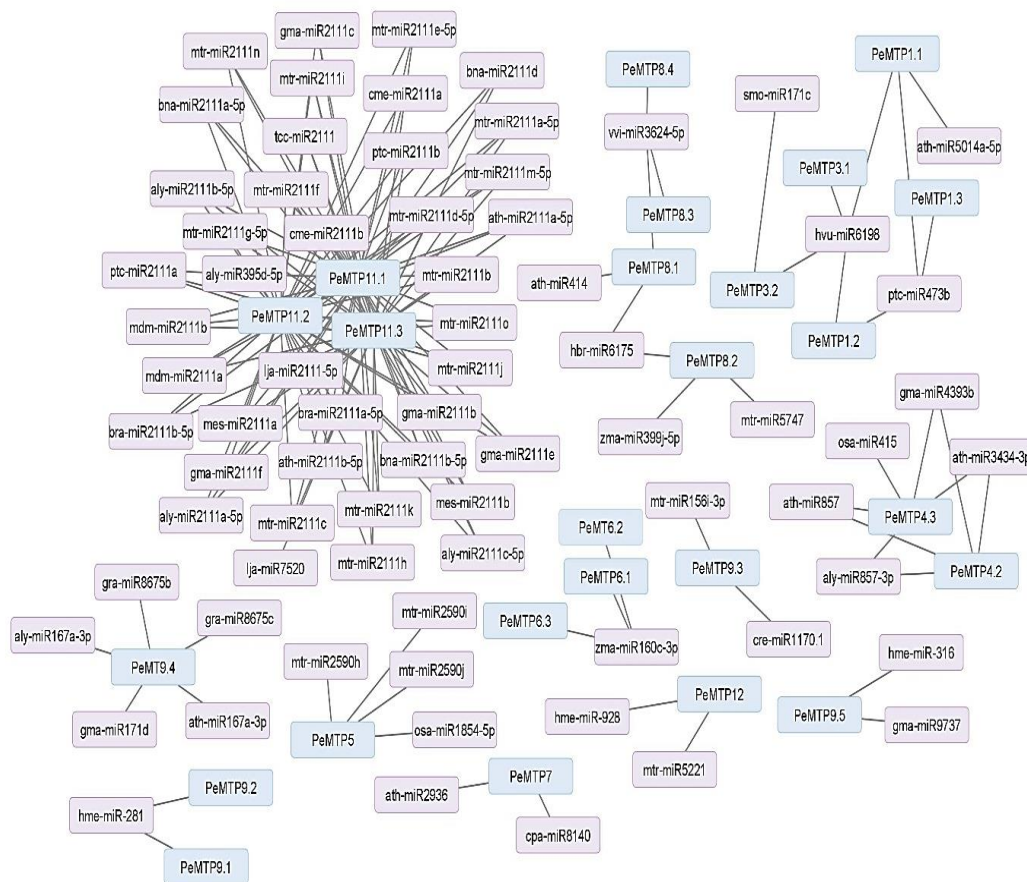 gma-miR2111c
mtr-miR2111e-5p
mtr-miR2111n
PeMTP8.4
PeMTP1.1
mtr-miR2111i
bna-miR2111d
cme-miR2111a
smo-miR171c
bna-miR2111a-5p
tcc-miR2111
mtr-miR2111a-5p
vvi-miR3624-5p
ptc-miR2111b
ath-miR5014a-5p
aly-miR2111b-5p
mtr-miR2111f
mtr-miR2111m-5p
PeMTP3.1
PeMTP1.3
mtr-miR2111d-5p
ath-miR2111a-5p
PeMTP8.3
mtr-miR2111g-5p
cme-miR2111b
hvu-miR6198
ptc-miR2111a
aly-miR395d-5p
PeMTP11.1
mtr-miR2111b
ath-miR414
PeMTP8.1
PeMTP3.2
ptc-miR473b
PeMTP11.2
mdm-miR2111b
PeMTP11.3
mtr-miR2111o
PeMTP1.2
hbr-miR6175
PeMTP8.2
lja-miR2111-5p
mtr-miR2111j
mdm-miR2111a
gma-miR4393b
bra-miR2111b-5p
mes-miR2111a
bra-miR2111a-5p
gma-miR2111b
zma-miR399j-5p
mtr-miR5747
osa-miR415
gma-miR2111f
ath-miR2111b-5p
bna-miR2111b-5p
gma-miR2111e
ath-miR3434-3p
aly-miR2111a-5p
mtr-miR2111c
mtr-miR2111k
mes-miR2111b
mtr-miR156i-3p
ath-miR857
PeMTP4.3
PeMT6.2
lja-miR7520
mtr-miR2111h
aly-miR2111c-5p
PeMTP9.3
aly-miR857-3p
PeMTP4.2
gra-miR8675b
PeMTP6.1
mtr-miR2590i
gra-miR8675c
PeMTP6.3
aly-miR167a-3p
zma-miR160c-3p
cre-miR1170.1
PeMT9.4
mtr-miR2590h
mtr-miR2590j
hme-miR-316
PeMTP12
gma-miR171d
ath-miR167a-3p
PeMTP5
osa-miR1854-5p
hme-miR-928
PeMTP9.5
gma-miR9737
mtr-miR5221
PeMTP9.2
PeMTP7
ath-miR2936
hme-miR-281
cpa-miR8140
PeMTP9.1